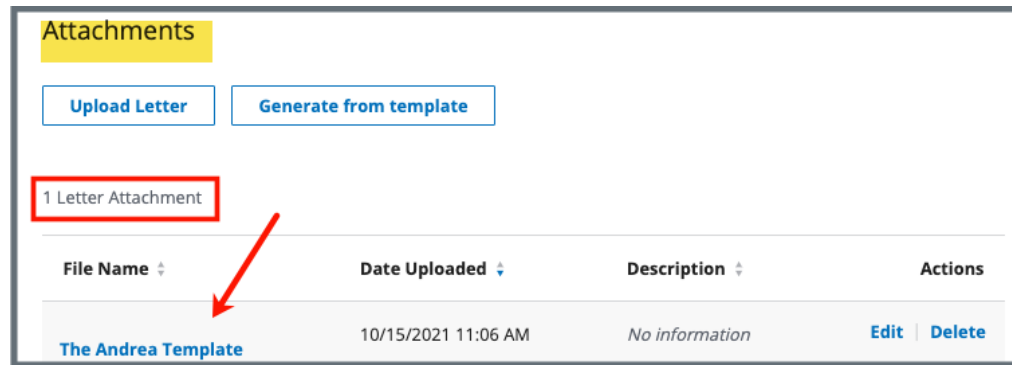 Attachments
Upload Letter Generate from template
1 Letter Attachment
File Name Date Uploaded Description Actions
The Andrea Template 10/15/2021 11:06 AM No information Edit Delete